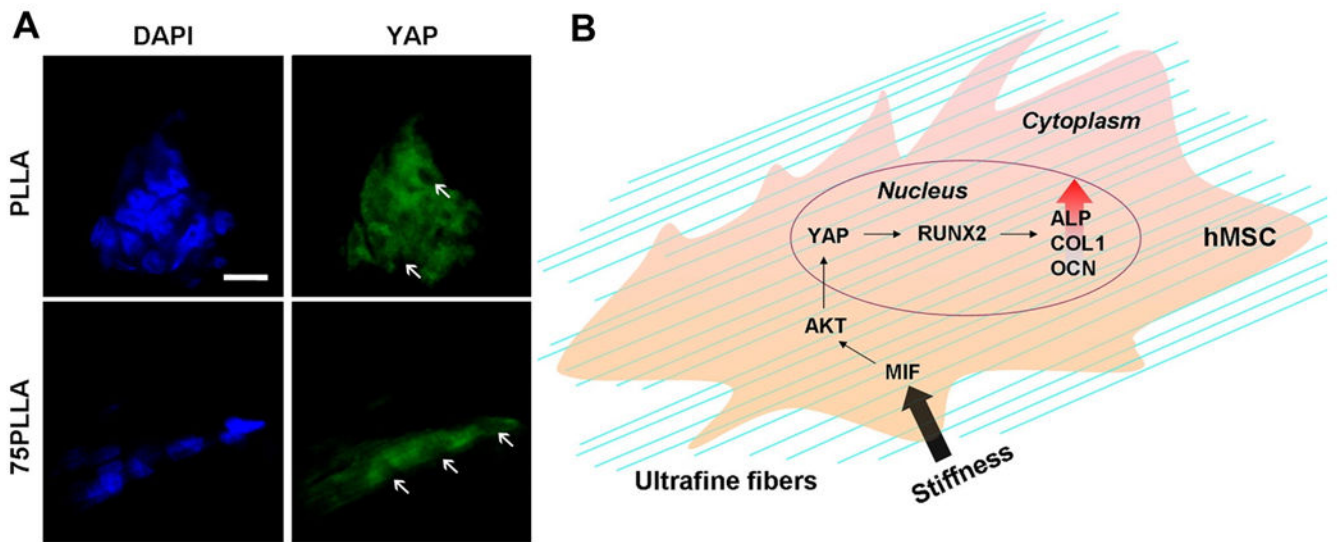 A
DAPI
YAP
PLLA
75PLLA
B
Cytoplasm
Nucleus
YAP
RUNX2
ALP
COL1
OCN
hMSC
AKT
MIF
Ultrafine fibers
Stiffness